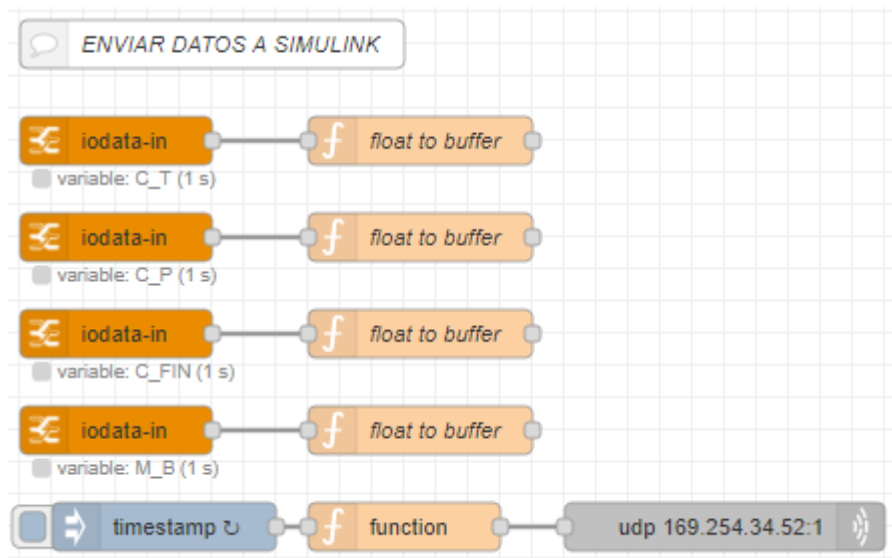 ENVIAR DATOS A SIMULINK
iodata-in float to buffer
variable: C_T (1 s)
iodata-in float to buffer
variable: C_P (1 s)
iodata-in float to buffer
variable: C_FIN (1 s)
iodata-in float to buffer
variable: M_B (1 s)
timestamp ↻ function udp 169.254.34.52:1